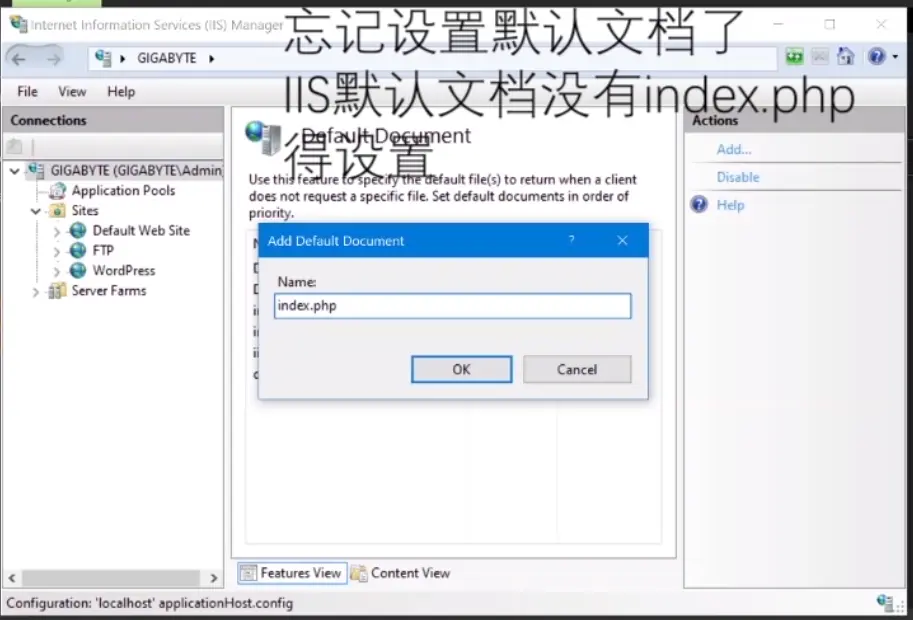 Internet Information Services (IIS) Manager
忘记设置默认文档了
IIS默认文档没有index.php
得设置
GIGABYTE
File View Help
Connections
GIGABYTE (GIGABYTE\Admin
Application Pools
Sites
Default Web Site
FTP
WordPress
Server Farms
Default Document
Use this feature to specify the default file(s) to return when a client
does not request a specific file. Set default documents in order of
priority.
Add Default Document
?
Name:
index.php
OK Cancel
Features View Content View
Actions
Add...
Disable
Help
Configuration: 'localhost' applicationHost.config